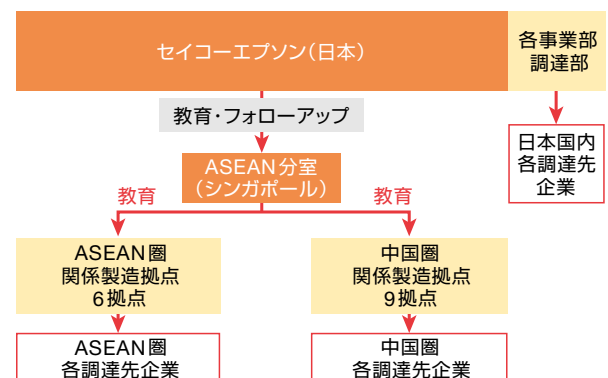 セイコーエプソン(日本)
各事業部
調達部
教育・フォローアップ
日本国内
各調達先
企業
ASEAN分室
(シンガポール)
教育
教育
ASEAN圏
関係製造拠点
6拠点
中国圏
関係製造拠点
9拠点
ASEAN圏
各調達先企業
中国圏
各調達先企業